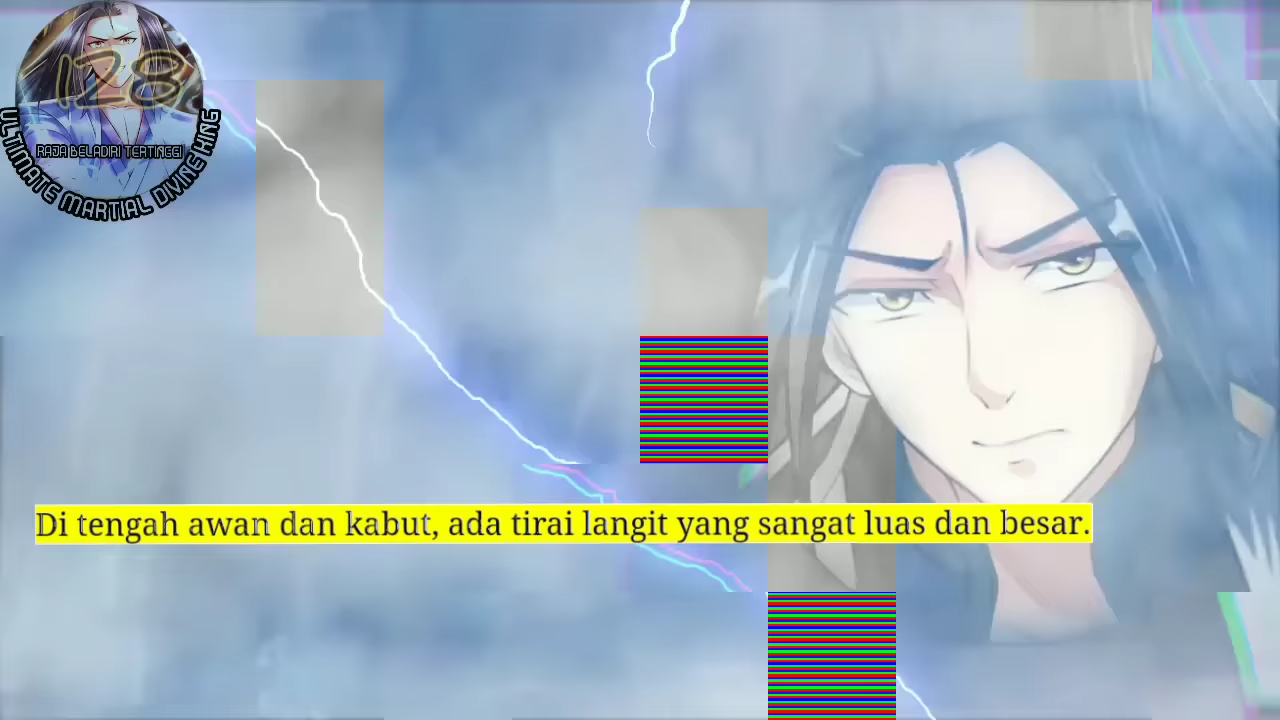 128
RAJA BELADIRI TERTINGGI
ULTIMATE MARTIAL DIVINE KING
Di tengah awan dan kabut, ada tirai langit yang sangat luas dan besar.